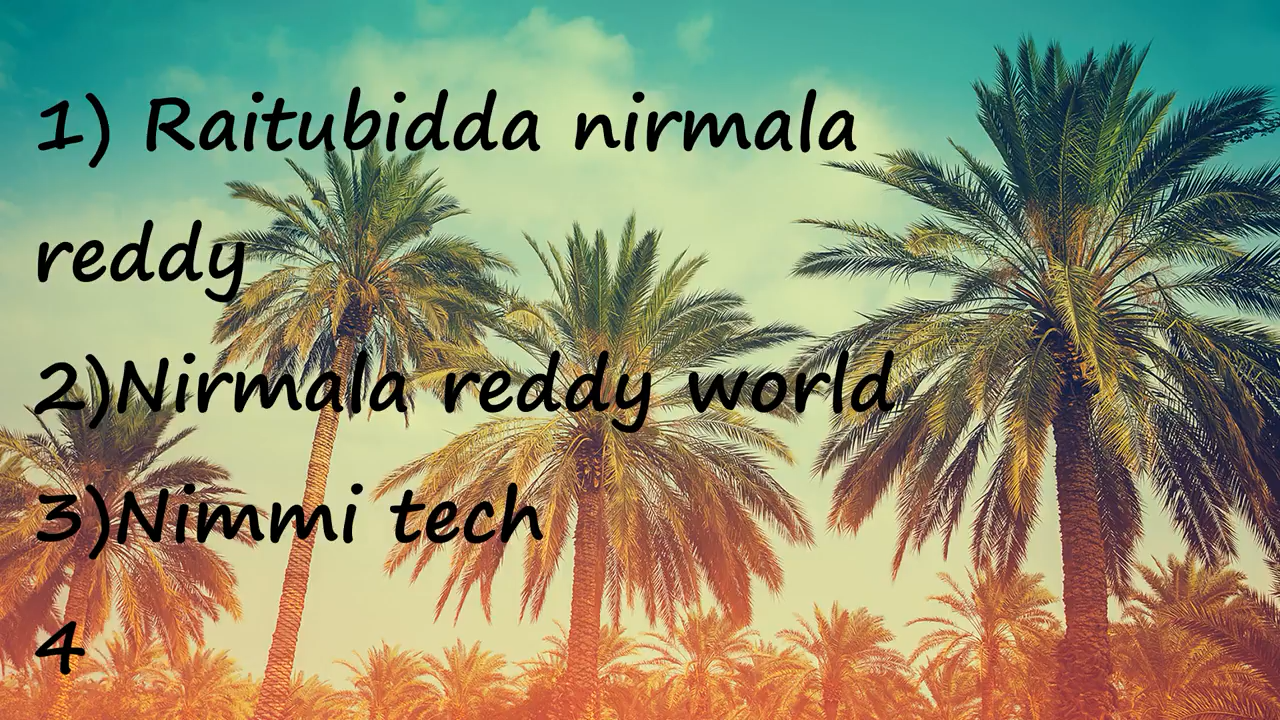 1) Raitubidda nirmala
reddy
2)Nirmala reddy world
3)Nimmi tech
4